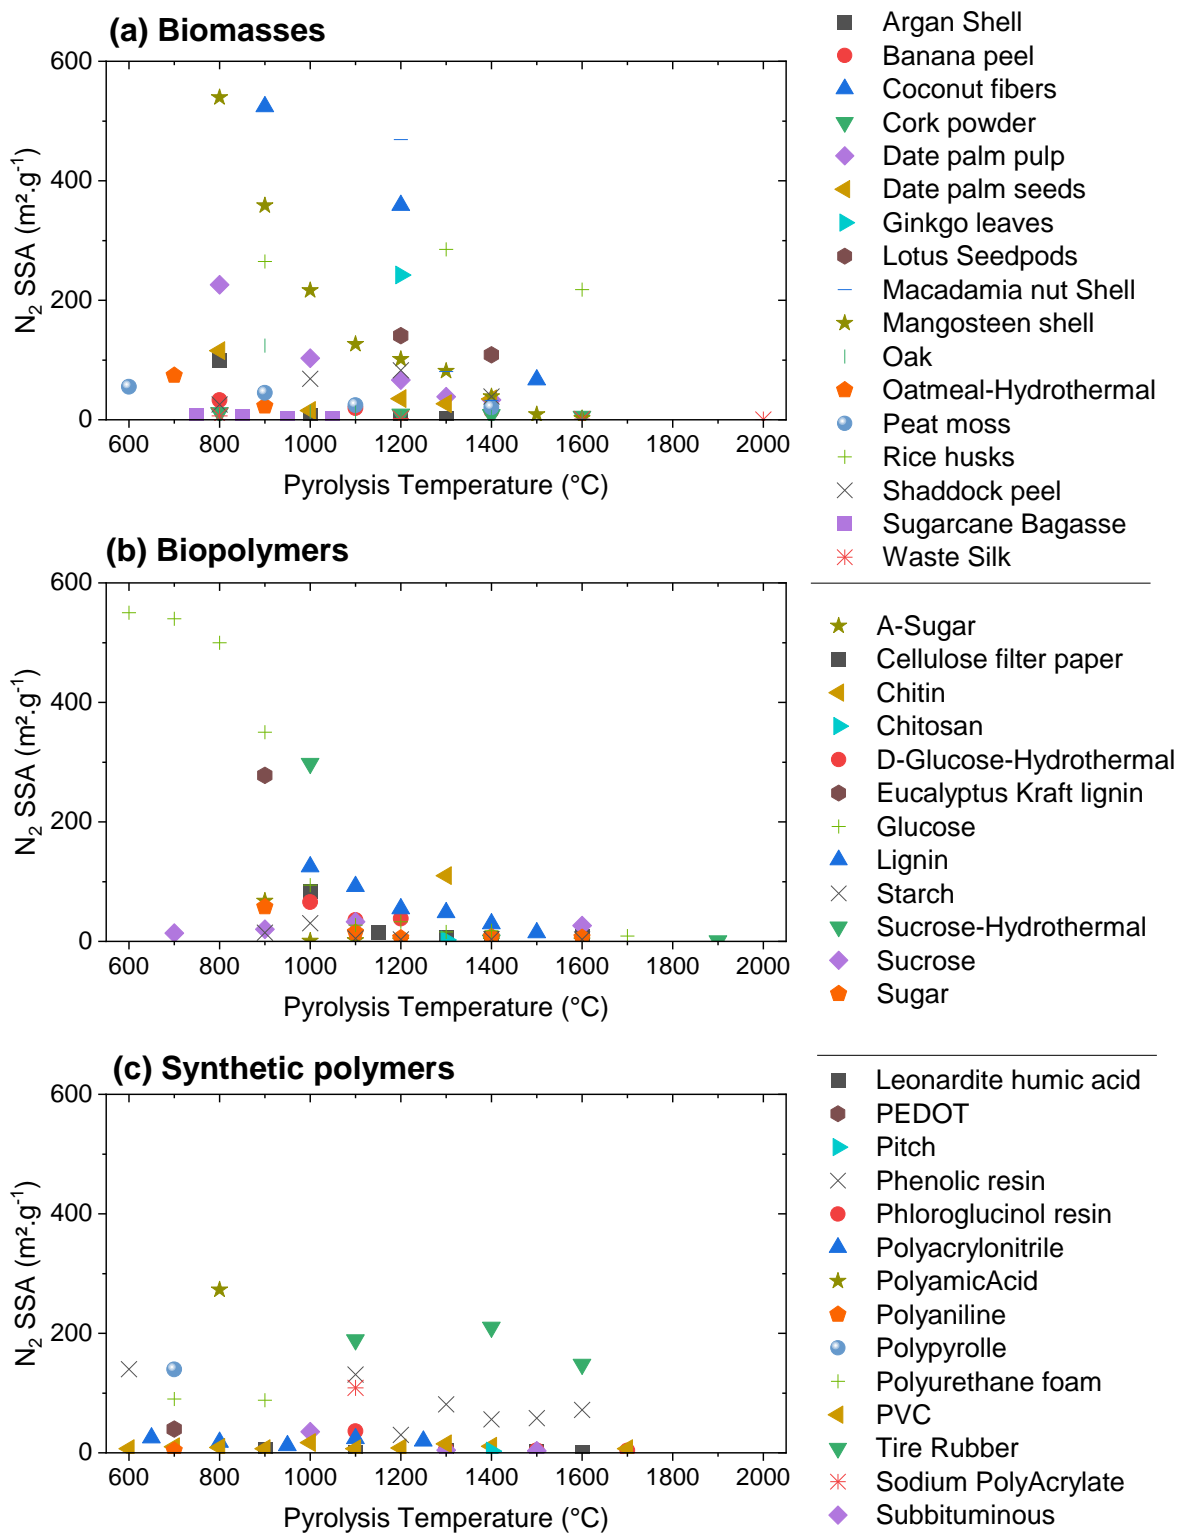 (a) Biomasses
600
400
200
0
N₂ SSA (m².g⁻¹)
600 800 1000 1200 1400 1600 1800 2000
Pyrolysis Temperature (°C)
Argan Shell
Banana peel
Coconut fibers
Cork powder
Date palm pulp
Date palm seeds
Ginkgo leaves
Lotus Seedpods
Macadamia nut Shell
Mangosteen shell
Oak
Oatmeal-Hydrothermal
Peat moss
Rice husks
Shaddock peel
Sugarcane Bagasse
Waste Silk
(b) Biopolymers
600
400
200
0
N₂ SSA (m².g⁻¹)
600 800 1000 1200 1400 1600 1800 2000
Pyrolysis Temperature (°C)
A-Sugar
Cellulose filter paper
Chitin
Chitosan
D-Glucose-Hydrothermal
Eucalyptus Kraft lignin
Glucose
Lignin
Starch
Sucrose-Hydrothermal
Sucrose
Sugar
(c) Synthetic polymers
600
400
200
0
N₂ SSA (m².g⁻¹)
600 800 1000 1200 1400 1600 1800 2000
Pyrolysis Temperature (°C)
Leonardite humic acid
PEDOT
Pitch
Phenolic resin
Phloroglucinol resin
Polyacrylonitrile
PolyamicAcid
Polyaniline
Polypyrolle
Polyurethane foam
PVC
Tire Rubber
Sodium PolyAcrylate
Subbituminous